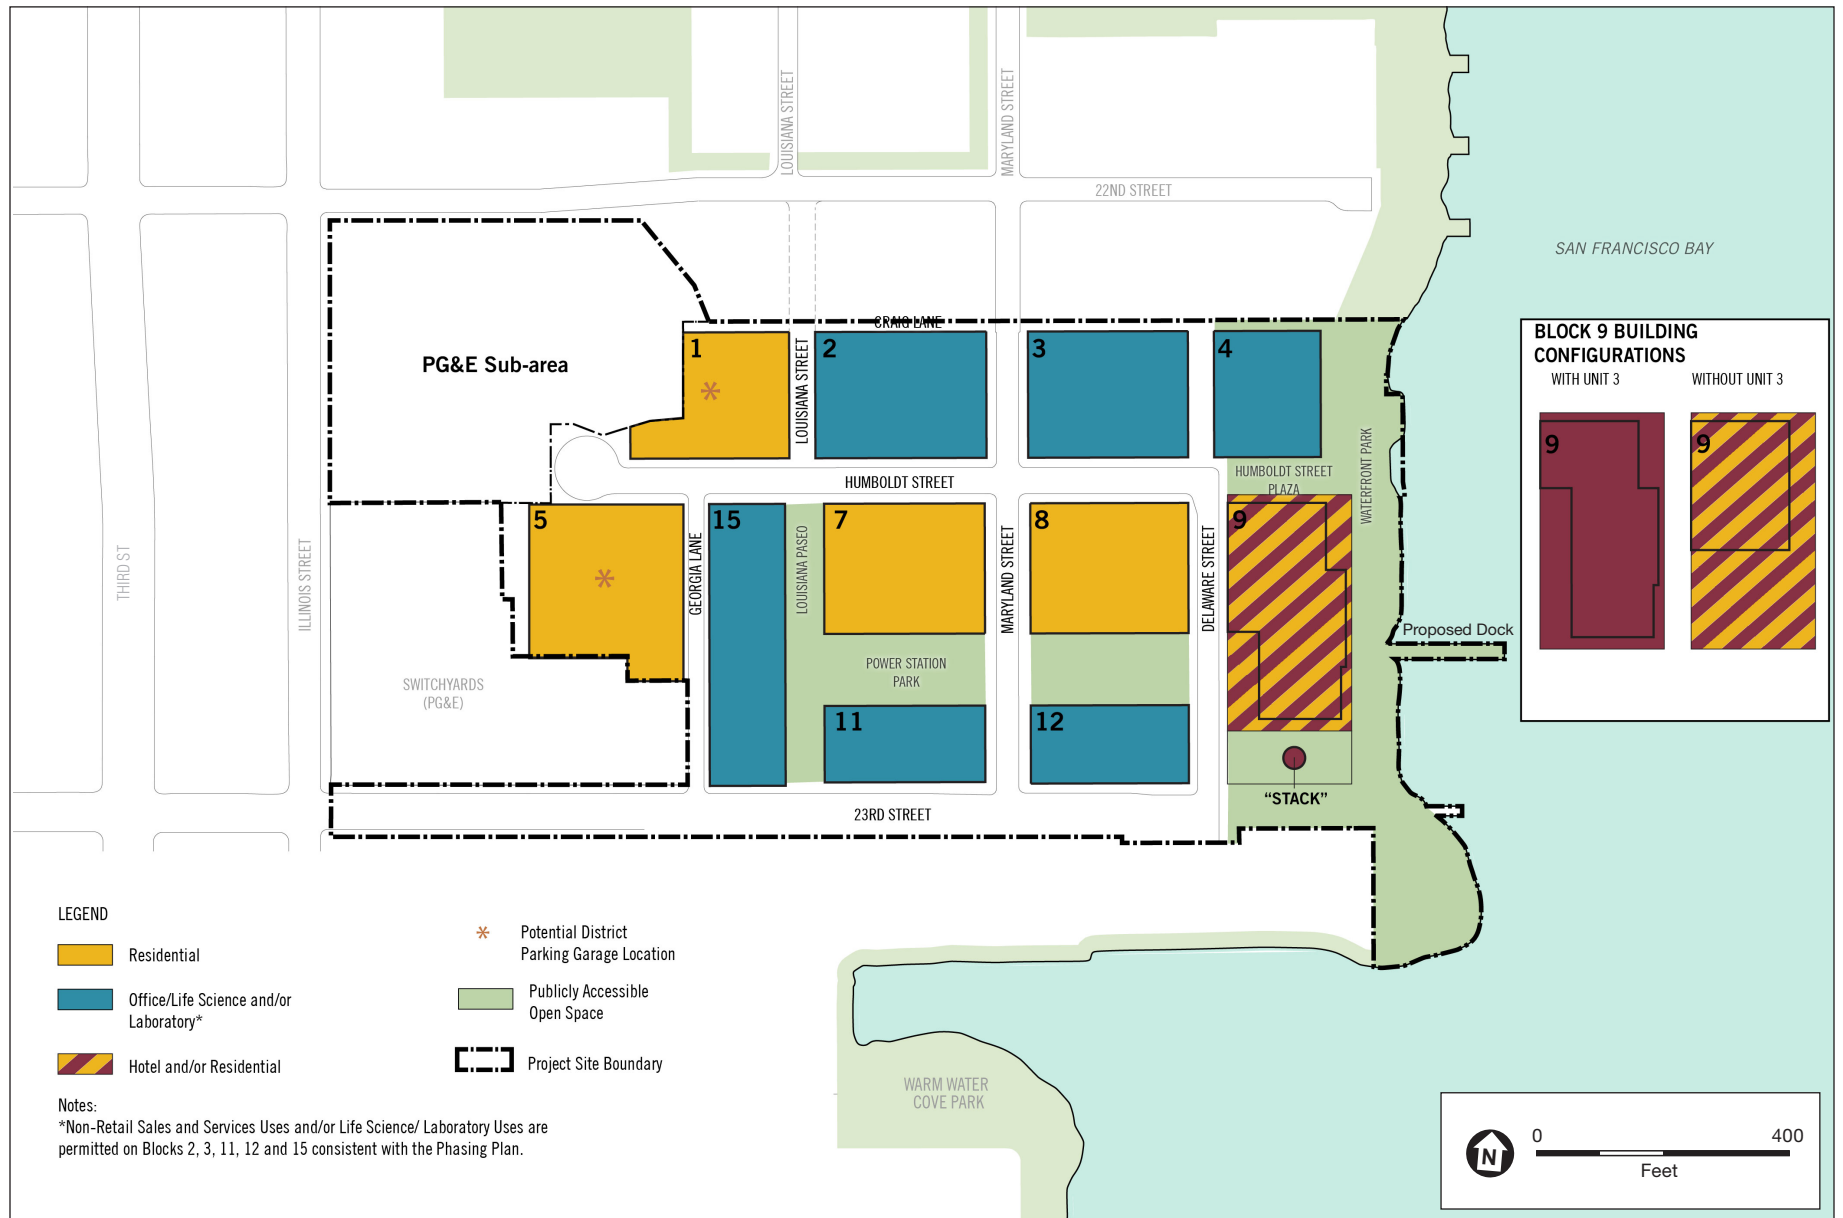 LOUISIANA STREET
MARYLAND STREET
22ND STREET
SAN FRANCISCO BAY
CRAIG LANE
PG&E Sub-area
1
*
LOUISIANA STREET
2
3
4
BLOCK 9 BUILDING
CONFIGURATIONS
WITH UNIT 3
WITHOUT UNIT 3
9
9
HUMBOLDT STREET
HUMBOLDT STREET
PLAZA
WATERFRONT PARK
THIRD ST
ILLINOIS STREET
5
*
GEORGIA LANE
15
LOUISIANA PASEO
7
MARYLAND STREET
8
DELAWARE STREET
9
Proposed Dock
SWITCHYARDS
(PG&E)
POWER STATION
PARK
11
12
“STACK”
23RD STREET
LEGEND
Residential
Office/Life Science and/or
Laboratory*
Hotel and/or Residential
* Potential District
Parking Garage Location
Publicly Accessible
Open Space
Project Site Boundary
Notes:
*Non-Retail Sales and Services Uses and/or Life Science/ Laboratory Uses are
permitted on Blocks 2, 3, 11, 12 and 15 consistent with the Phasing Plan.
WARM WATER
COVE PARK
N
0 400
Feet